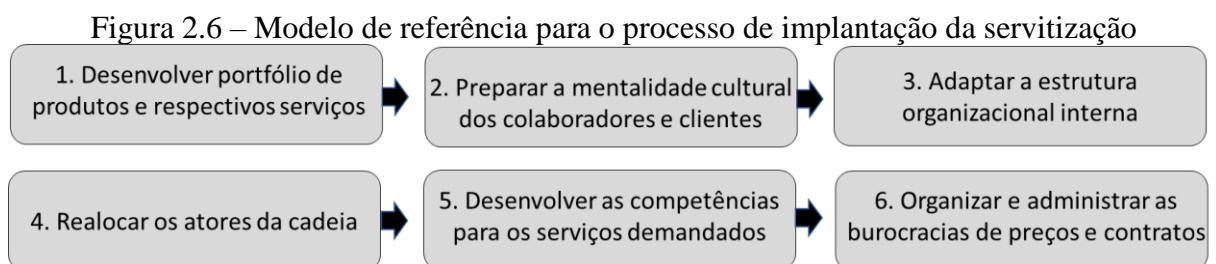 Figura 2.6 – Modelo de referência para o processo de implantação da servitização
1. Desenvolver portfólio de
produtos e respectivos serviços
2. Preparar a mentalidade cultural
dos colaboradores e clientes
3. Adaptar a estrutura
organizacional interna
4. Realocar os atores da cadeia
5. Desenvolver as competências
para os serviços demandados
6. Organizar e administrar as
burocracias de preços e contratos